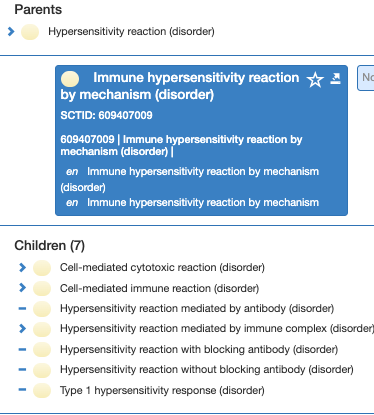 Parents
Hypersensitivity reaction (disorder)
Immune hypersensitivity reaction
by mechanism (disorder)
SCTID: 609407009
609407009 | Immune hypersensitivity reaction by
mechanism (disorder) |
en Immune hypersensitivity reaction by mechanism
(disorder)
en Immune hypersensitivity reaction by mechanism
Children (7)
Cell-mediated cytotoxic reaction (disorder)
Cell-mediated immune reaction (disorder)
Hypersensitivity reaction mediated by antibody (disorder)
Hypersensitivity reaction mediated by immune complex (disorder)
Hypersensitivity reaction with blocking antibody (disorder)
Hypersensitivity reaction without blocking antibody (disorder)
Type 1 hypersensitivity response (disorder)